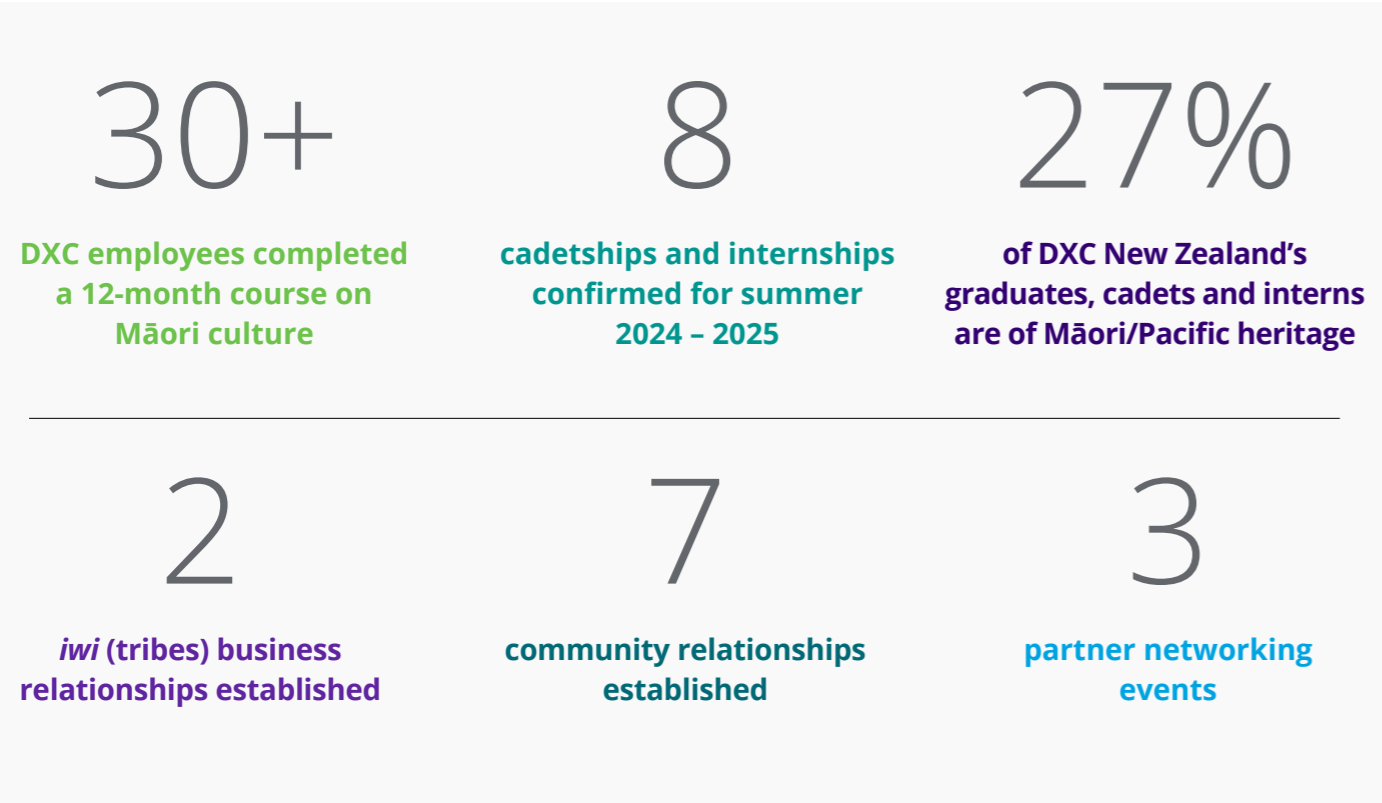 30+
DXC employees completed
a 12-month course on
Māori culture
8
cadetships and internships
confirmed for summer
2024 – 2025
27%
of DXC New Zealand’s
graduates, cadets and interns
are of Māori/Pacific heritage
2
iwi (tribes) business
relationships established
7
community relationships
established
3
partner networking
events